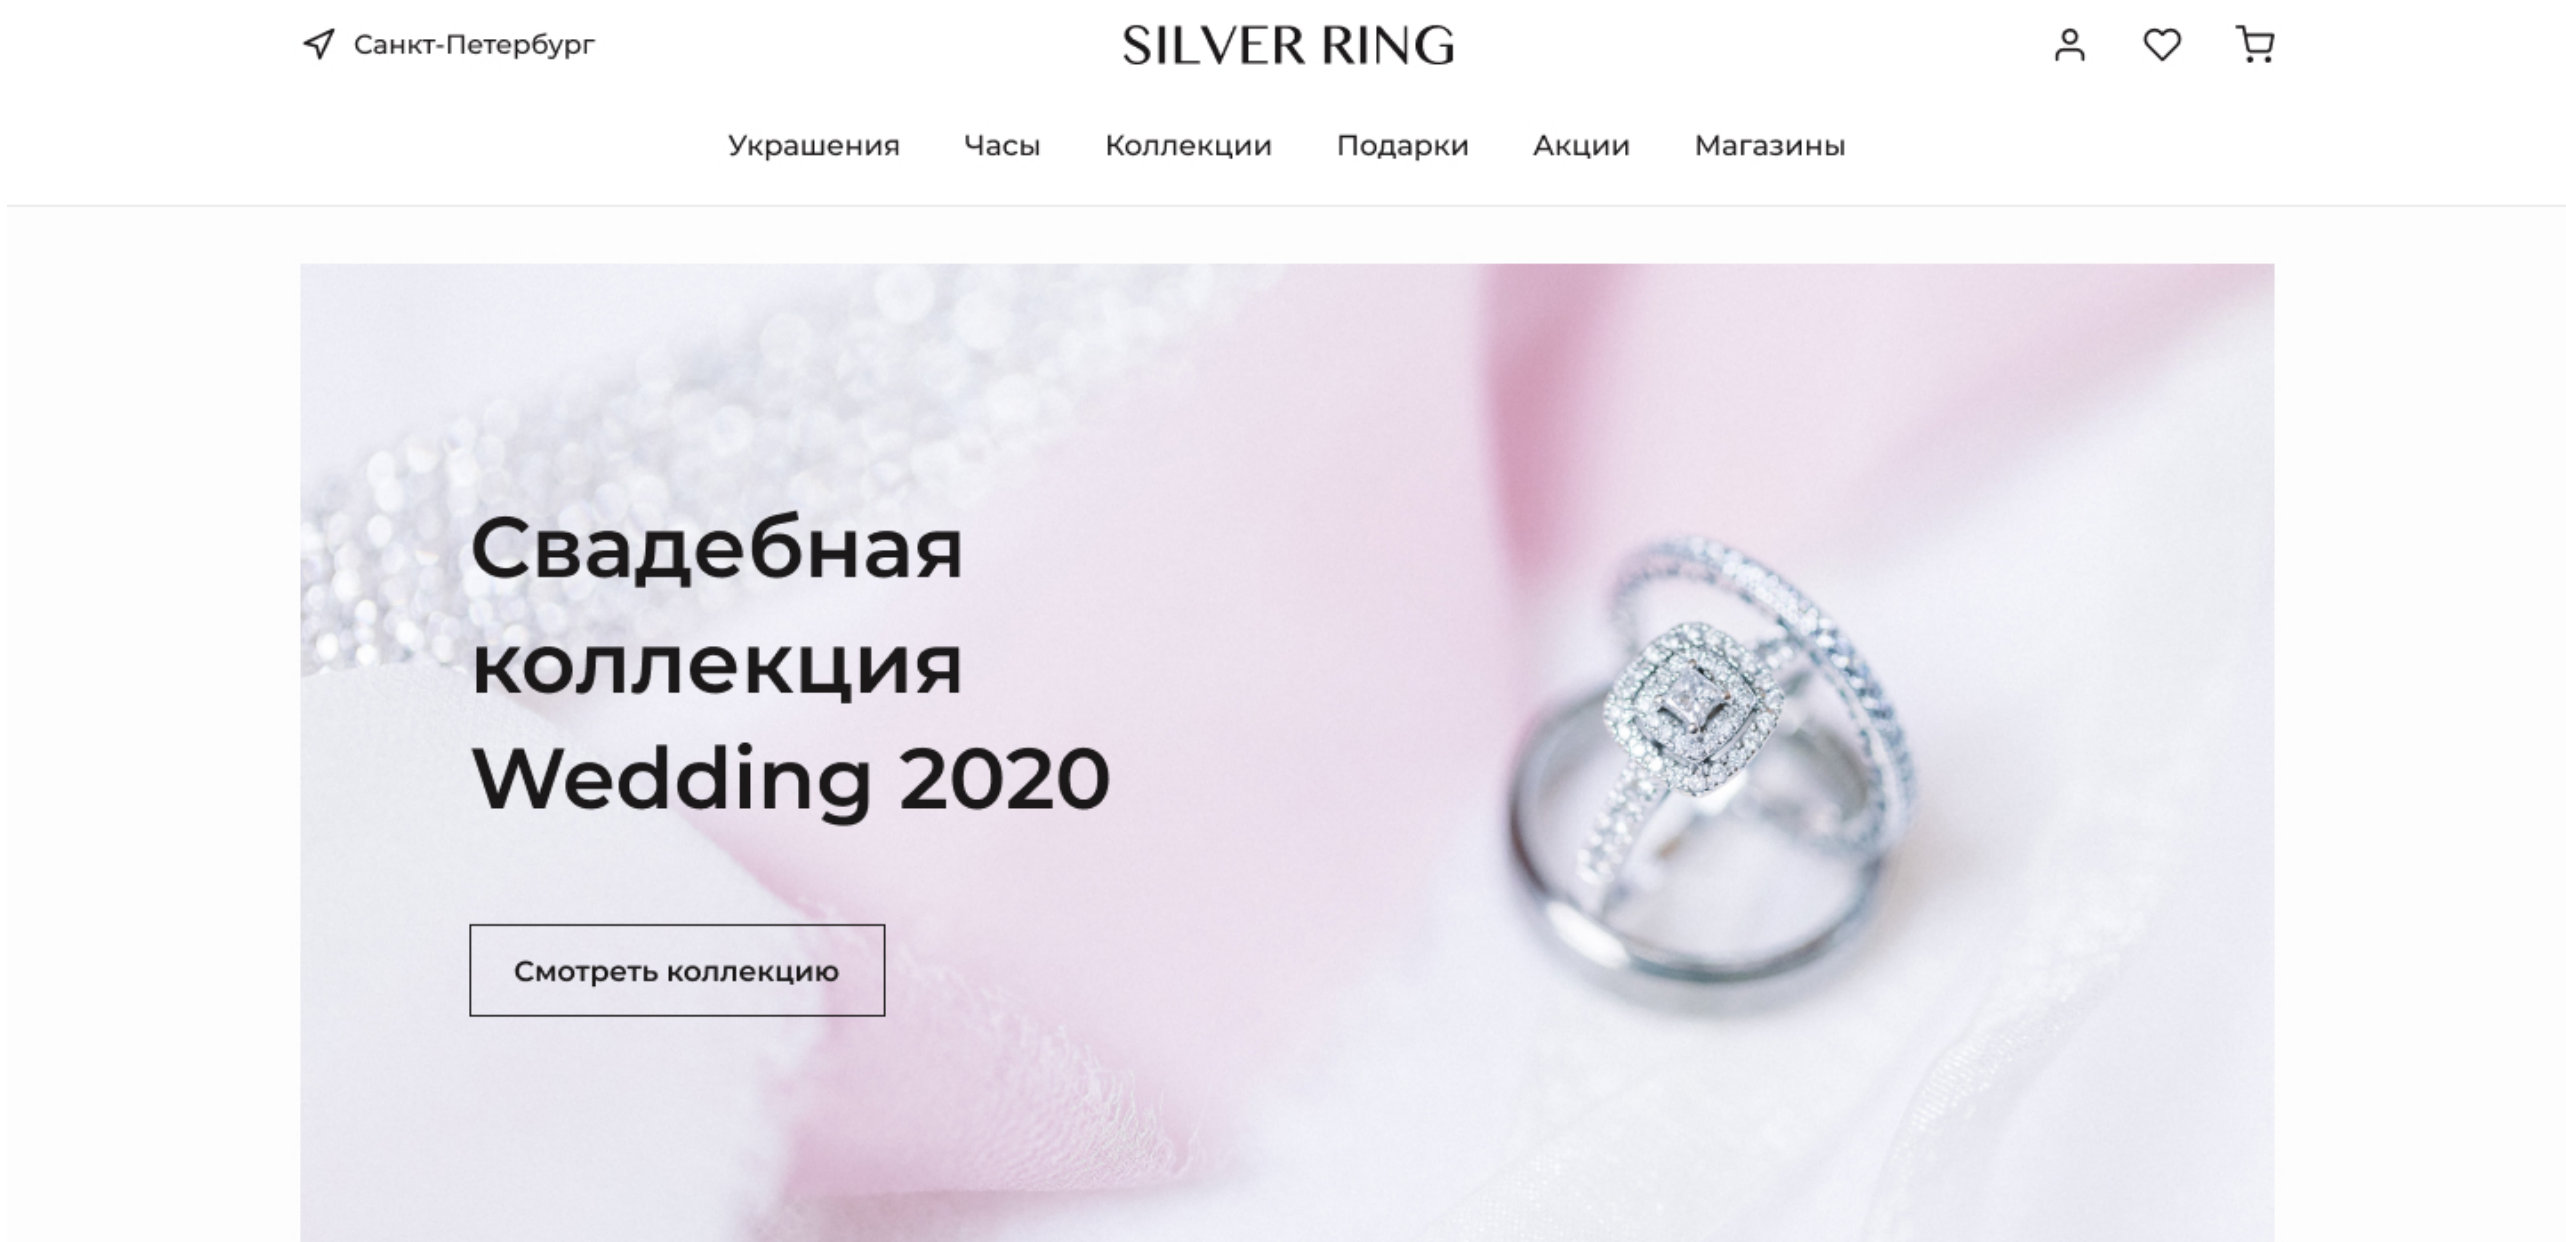 Санкт-Петербург
SILVER RING
Украшения Часы Коллекции Подарки Акции Магазины
Свадебная
коллекция
Wedding 2020
Смотреть коллекцию